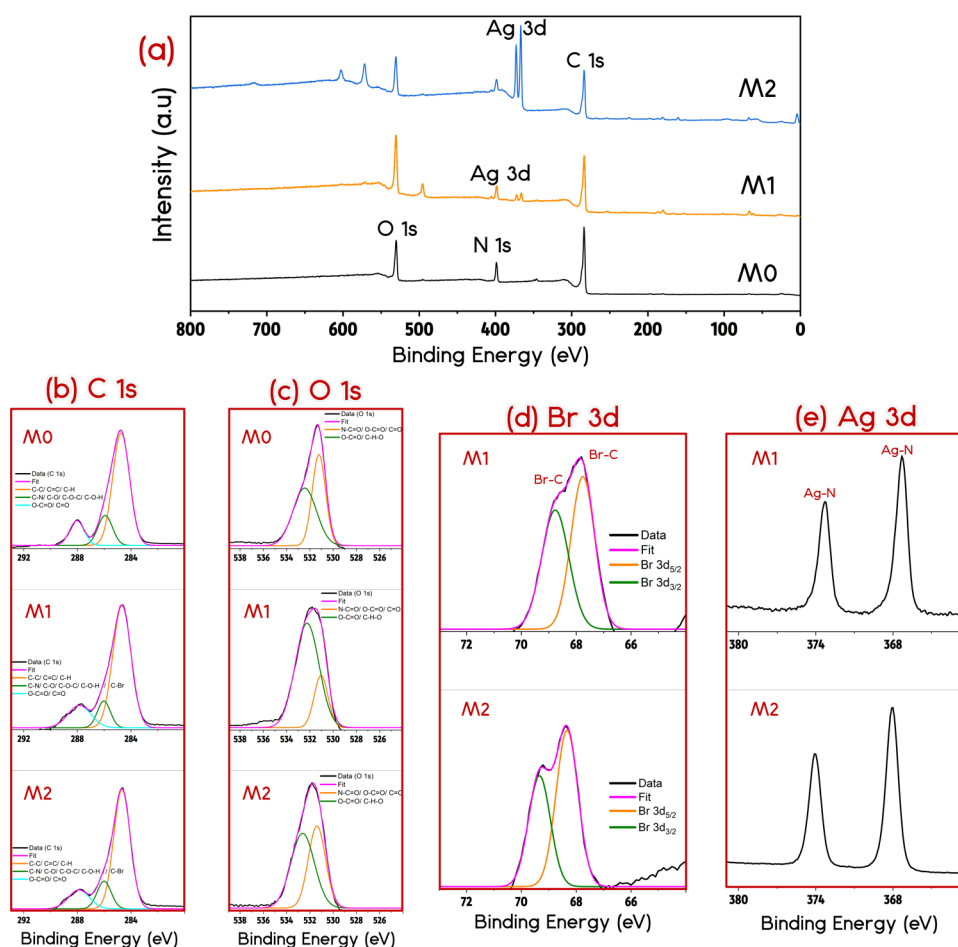 (a)
Intensity (a.u)
Ag 3d
C 1s
M2
Ag 3d
M1
O 1s
N 1s
M0
800 700 600 500 400 300 200 100 0
Binding Energy (eV)
(b) C 1s
M0
Data (C 1s)
Fit
C-C/ C=C/ C-H
C-N/ C-O/ C-O-C/ C-O-H
O-C=O/ C=O
292 288 284
M1
Data (C 1s)
Fit
C-C/ C=C/ C-H
C-N/ C-O/ C-O-C/ C-O-H / C-Br
O-C=O/ C=O
292 288 284
M2
Data (C 1s)
Fit
C-C/ C=C/ C-H
C-N/ C-O/ C-O-C/ C-O-H / C-Br
O-C=O/ C=O
292 288 284
Binding Energy (eV)
(c) O 1s
M0
Data (O 1s)
Fit
N-C=O/ O-C=O/ C=O
O-C=O/ C-H-O
538 536 534 532 530 528 526
M1
Data (O 1s)
Fit
N-C=O/ O-C=O/ C=O
O-C=O/ C-H-O
538 536 534 532 530 528 526
M2
Data (O 1s)
Fit
N-C=O/ O-C=O/ C=O
O-C=O/ C-H-O
538 536 534 532 530 528 526
Binding Energy (eV)
(d) Br 3d
M1
Br-C
Br-C
Data
Fit
Br 3d5/2
Br 3d3/2
72 70 68 66
M2
Data
Fit
Br 3d5/2
Br 3d3/2
72 70 68 66
Binding Energy (eV)
(e) Ag 3d
M1
Ag-N
Ag-N
380 374 368
M2
380 374 368
Binding Energy (eV)